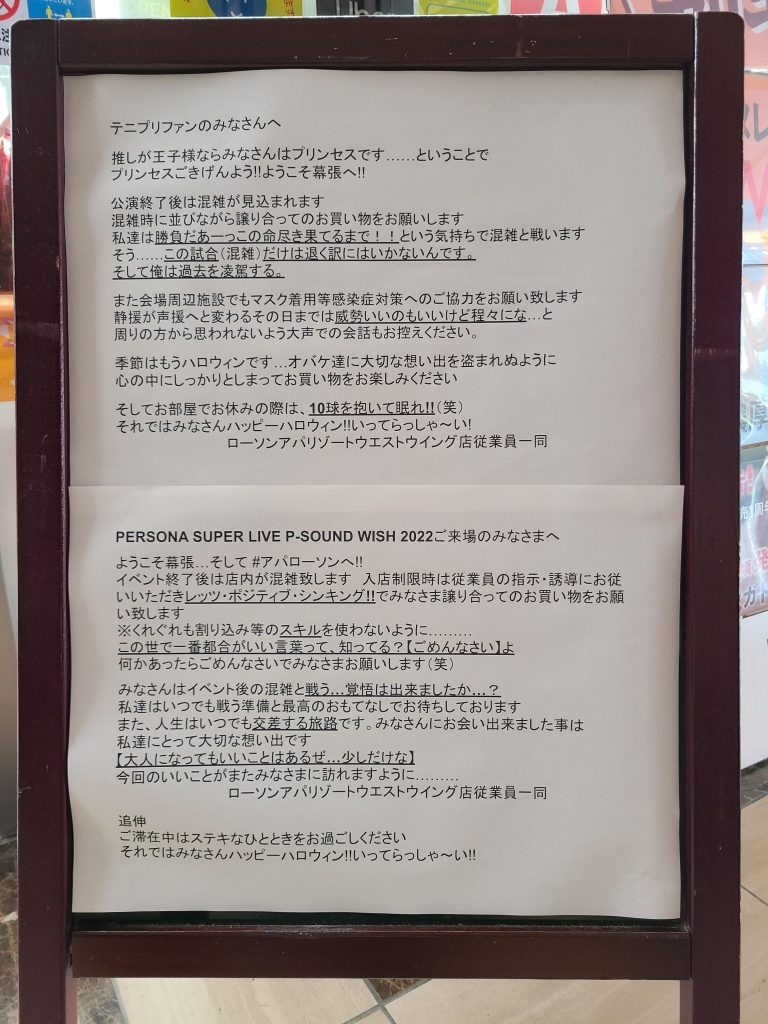 テニプリファンのみなさんへ
推しが王子様ならみなさんはプリンセスです……ということで
プリンセスごきげんよう!!ようこそ幕張へ!!
公演終了後は混雑が見込まれます
混雑時に並びながら譲り合ってのお買い物をお願いします
私達は勝負だあーっこの命尽き果てるまで！！という気持ちで混雑と戦います
そう……この試合（混雑）だけは退く訳にはいかないんです。
そして俺は過去を凌駕する。
また会場周辺施設でもマスク着用等感染症対策へのご協力をお願い致します
静援が声援へと変わるその日までは威勢いいのもいいけど程々にな…と
周りの方から思われないよう大声での会話もお控えください。
季節はもうハロウィンです…オバケ達に大切な想い出を盗まれぬように
心の中にしっかりとしまってお買い物をお楽しみください
そしてお部屋でお休みの際は、10球を抱いて眠れ!!（笑）
それではみなさんハッピーハロウィン!!いってらっしゃ～い!
ローソンアパリゾートウエストウイング店従業員一同
PERSONA SUPER LIVE P-SOUND WISH 2022ご来場のみなさまへ
ようこそ幕張…そして #アパローソンへ!!
イベント終了後は店内が混雑致します　入店制限時は従業員の指示・誘導にお従
いいただきレッツ・ポジティブ・シンキング!!でみなさま譲り合ってのお買い物をお願
い致します
※くれぐれも割り込み等のスキルを使わないように………
この世で一番都合がいい言葉って、知ってる？【ごめんなさい】よ
何かあったらごめんなさいでみなさまお願いします（笑）
みなさんはイベント後の混雑と戦う…覚悟は出来ましたか…？
私達はいつでも戦う準備と最高のおもてなしでお待ちしております
また、人生はいつでも交差する旅路です。みなさんにお会い出来ました事は
私達にとって大切な想い出です
【大人になってもいいことはあるぜ…少しだけな】
今回のいいことがまたみなさまに訪れますように………
ローソンアパリゾートウエストウイング店従業員一同
追伸
ご滞在中はステキなひとときをお過ごしください
それではみなさんハッピーハロウィン!!いってらっしゃ～い!!